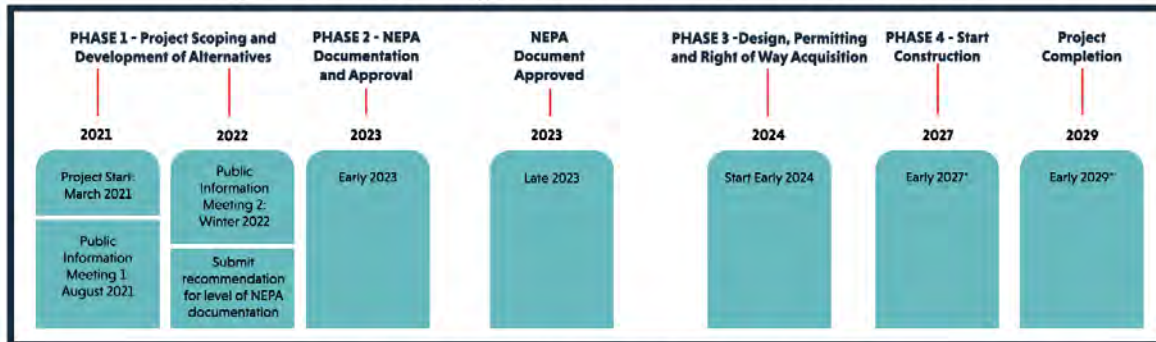 PHASE 1 - Project Scoping and
Development of Alternatives
PHASE 2 - NEPA
Documentation
and Approval
NEPA
Document
Approved
PHASE 3 -Design, Permitting
and Right of Way Acquisition
PHASE 4 - Start
Construction
Project
Completion
2021
2022
2023
2023
2024
2027
2029
Project Start:
March 2021
Public
Information
Meeting 1
August 2021
Public
Information
Meeting 2:
Winter 2022
Submit
recommendation
for level of NEPA
documentation
Early 2023
Late 2023
Start Early 2024
Early 2027*
Early 2029*